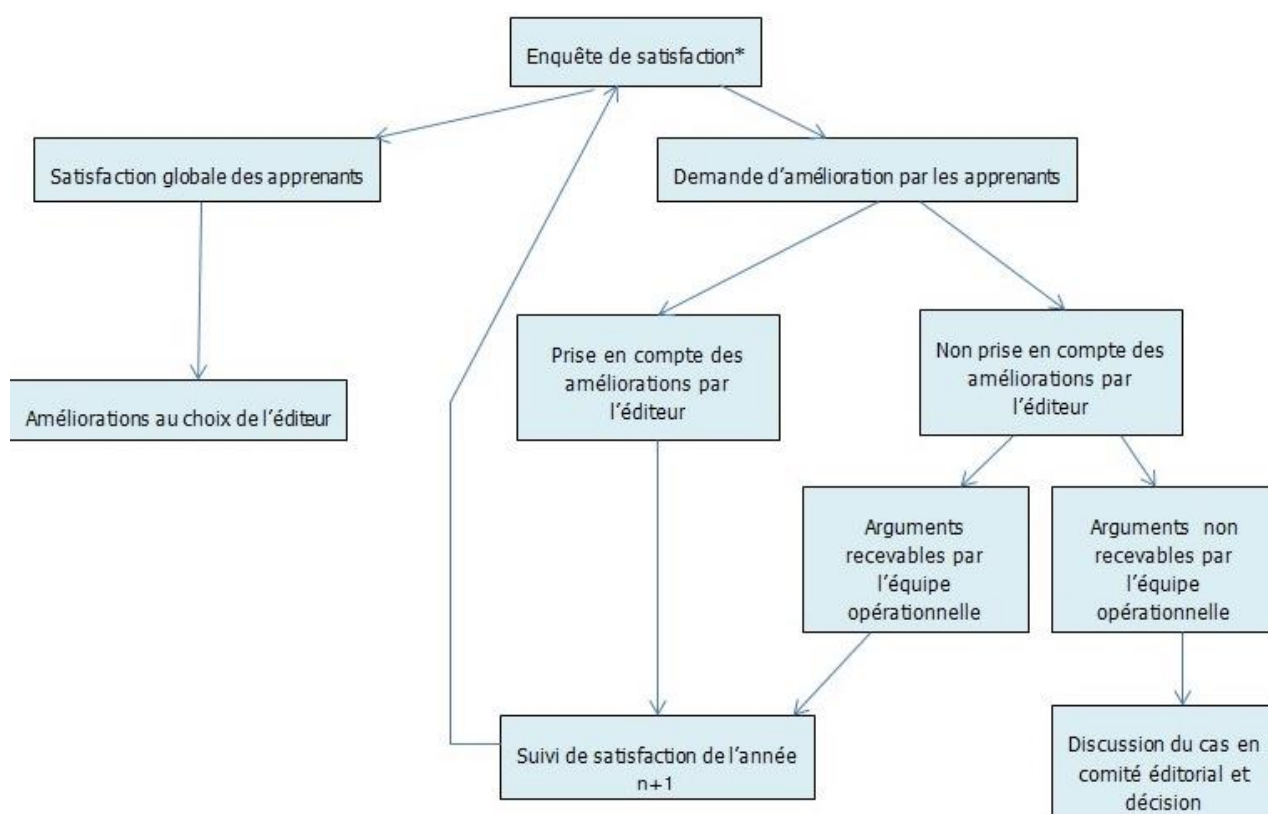 Enquête de satisfaction*
Satisfaction globale des apprenants
Demande d'amélioration par les apprenants
Prise en compte des
améliorations par
l'éditeur
Non prise en compte des
améliorations par
l'éditeur
Améliorations au choix de l'éditeur
Arguments
recevables par
l'équipe
opérationnelle
Arguments non
recevables par
l'équipe
opérationnelle
Suivi de satisfaction de l'année
n+1
Discussion du cas en
comité éditorial et
décision